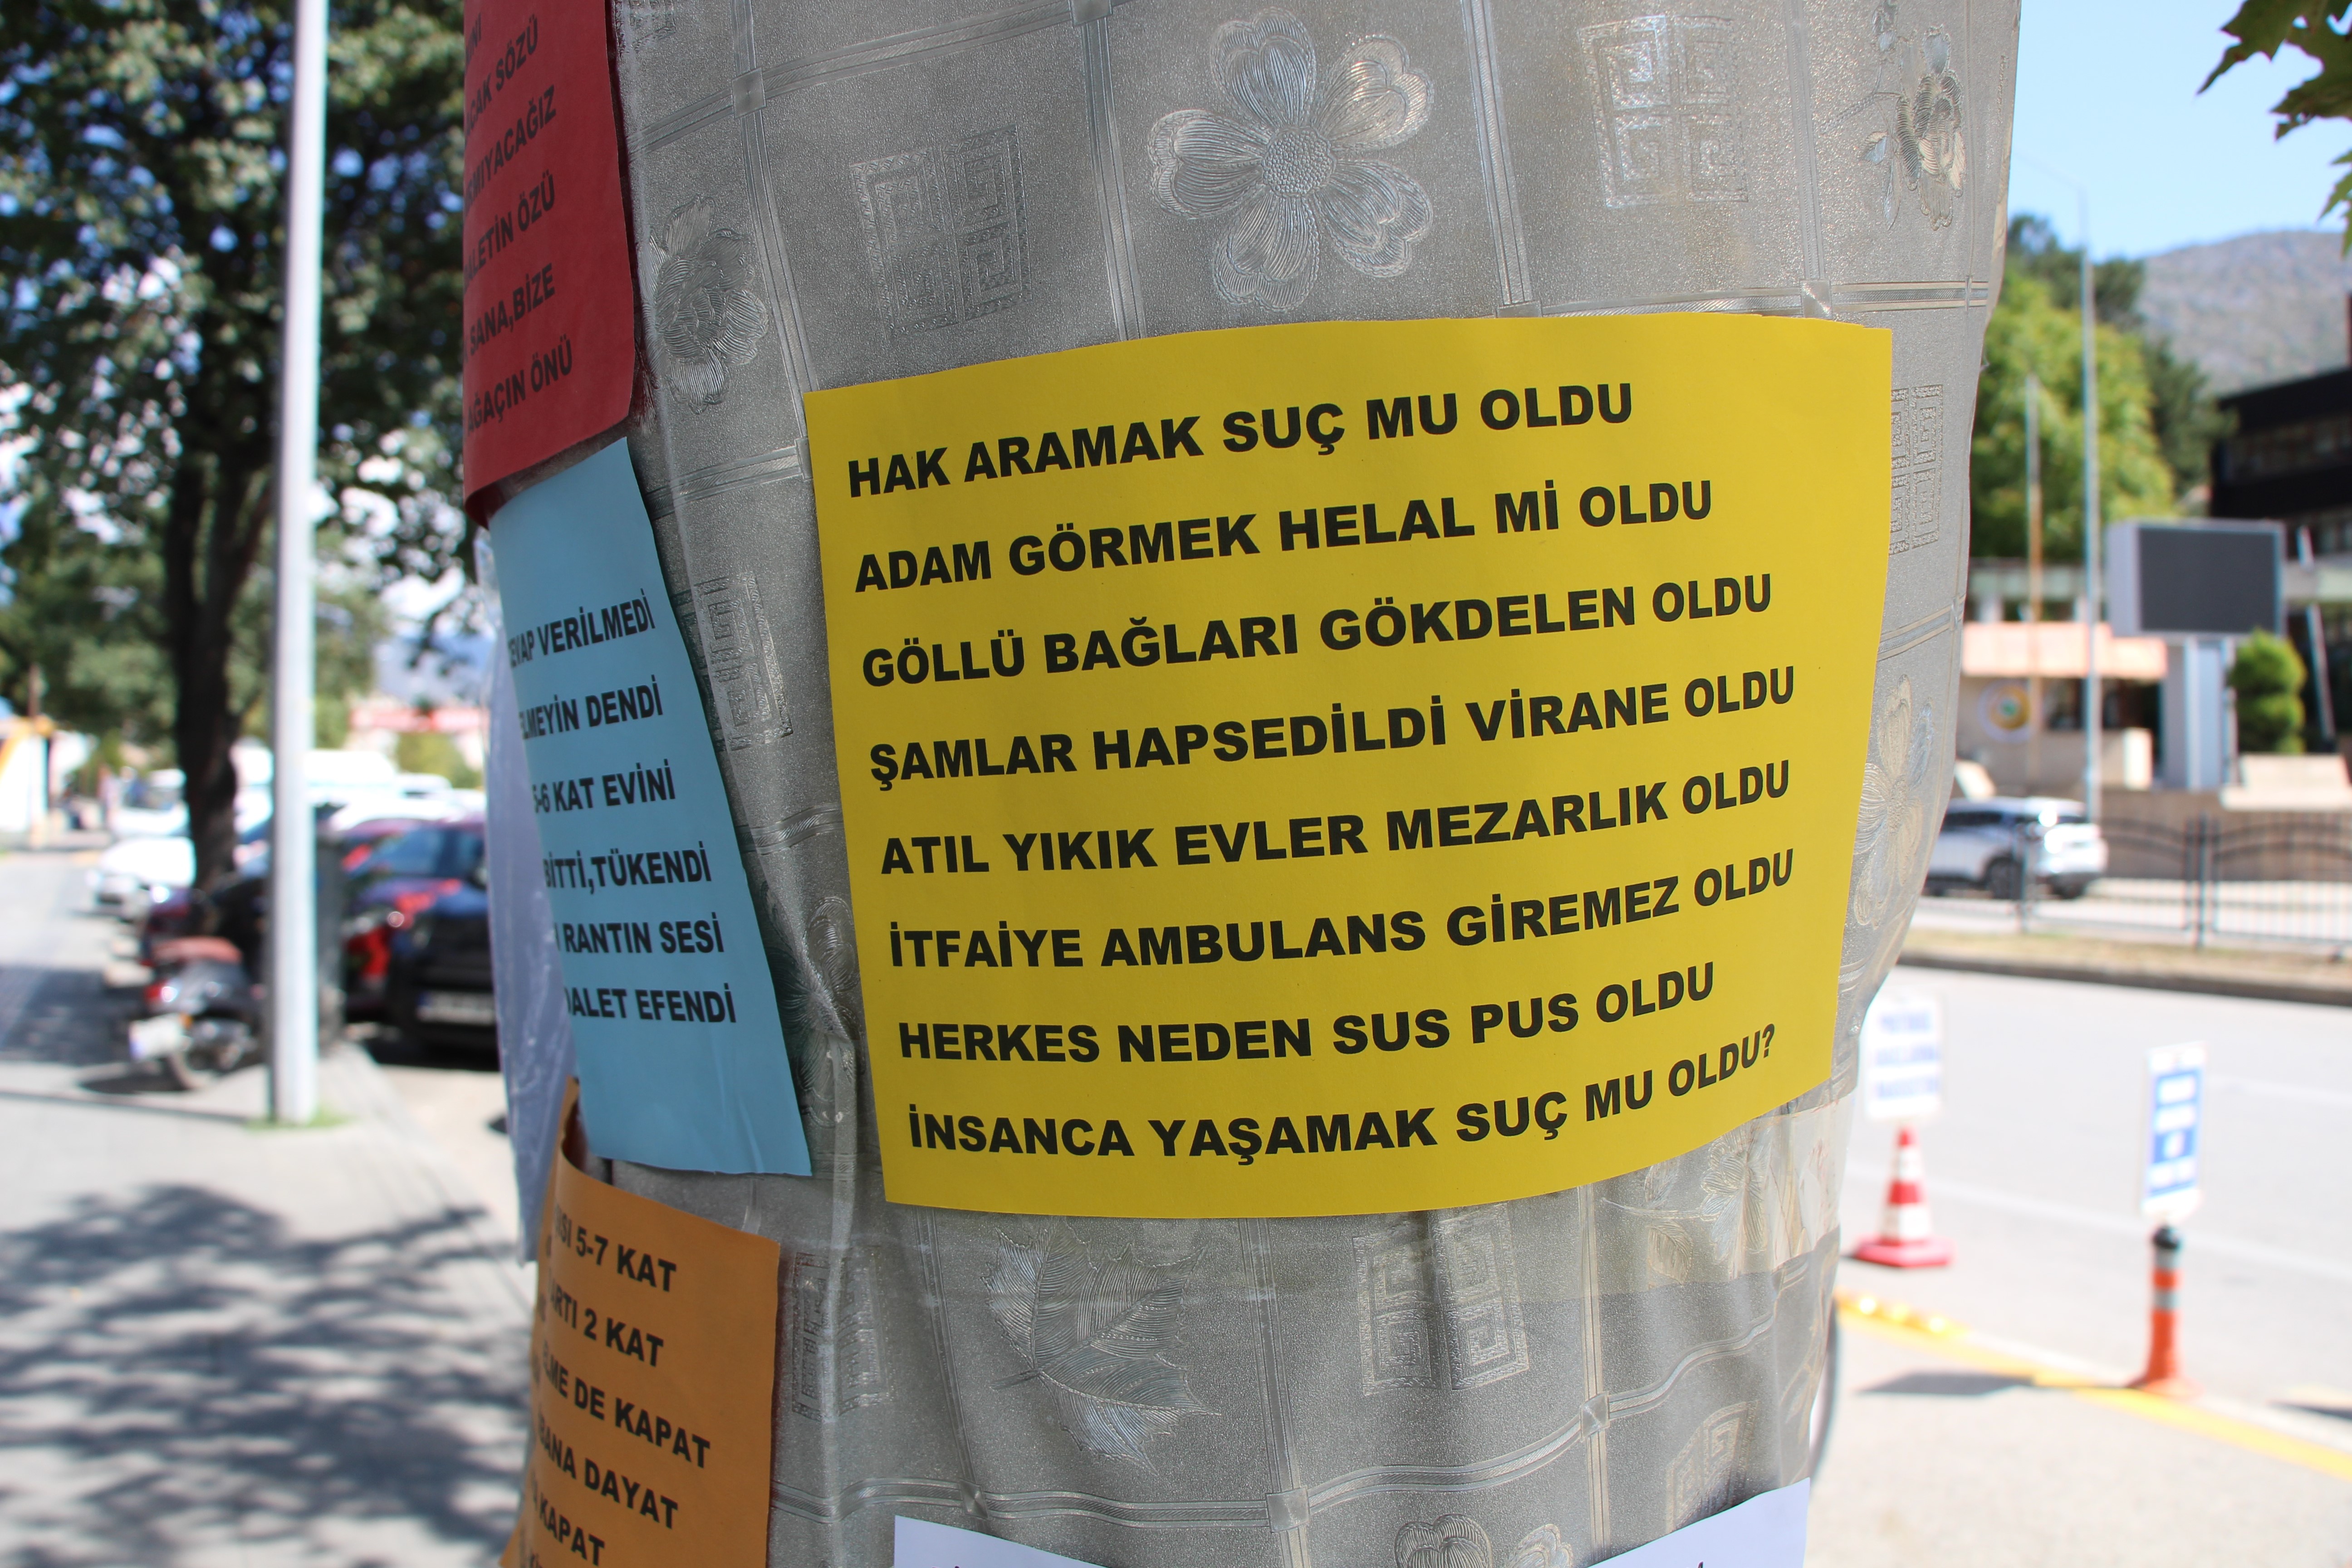 SÖZÜ
SANA,BİZE
AĞAÇIN ÖNÜ
VERİLMEDİ
DENDİ
5-6 KAT EVİNİ
BİTTİ,TÜKENDİ
RANTIN SESİ
EFENDİ
5-7 KAT
2 KAT
DE KAPAT
DAYAT
KAPAT
HAK ARAMAK SUÇ MU OLDU
ADAM GÖRMEK HELAL Mİ OLDU
GÖLLÜ BAĞLARI GÖKDELEN OLDU
ŞAMLAR HAPSEDİLDİ VİRANE OLDU
ATIL YIKIK EVLER MEZARLIK OLDU
İTFAİYE AMBULANS GİREMEZ OLDU
HERKES NEDEN SUS PUS OLDU
İNSANCA YAŞAMAK SUÇ MU OLDU?